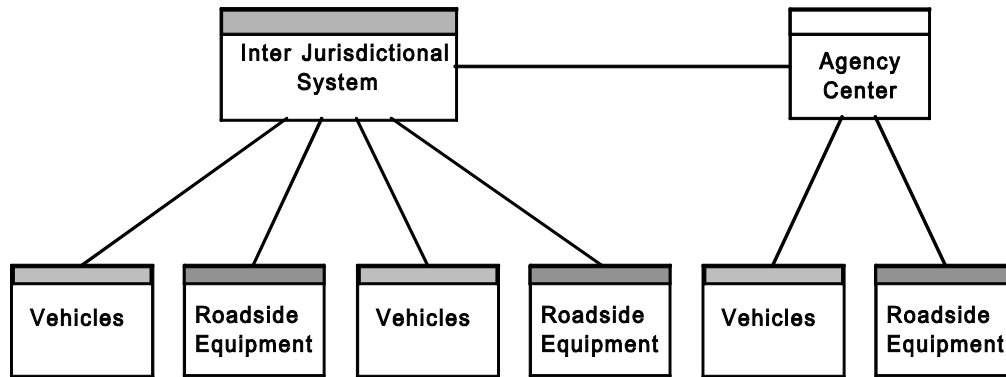 Inter Jurisdictional
System
Agency
Center
Vehicles
Roadside
Equipment
Vehicles
Roadside
Equipment
Vehicles
Roadside
Equipment